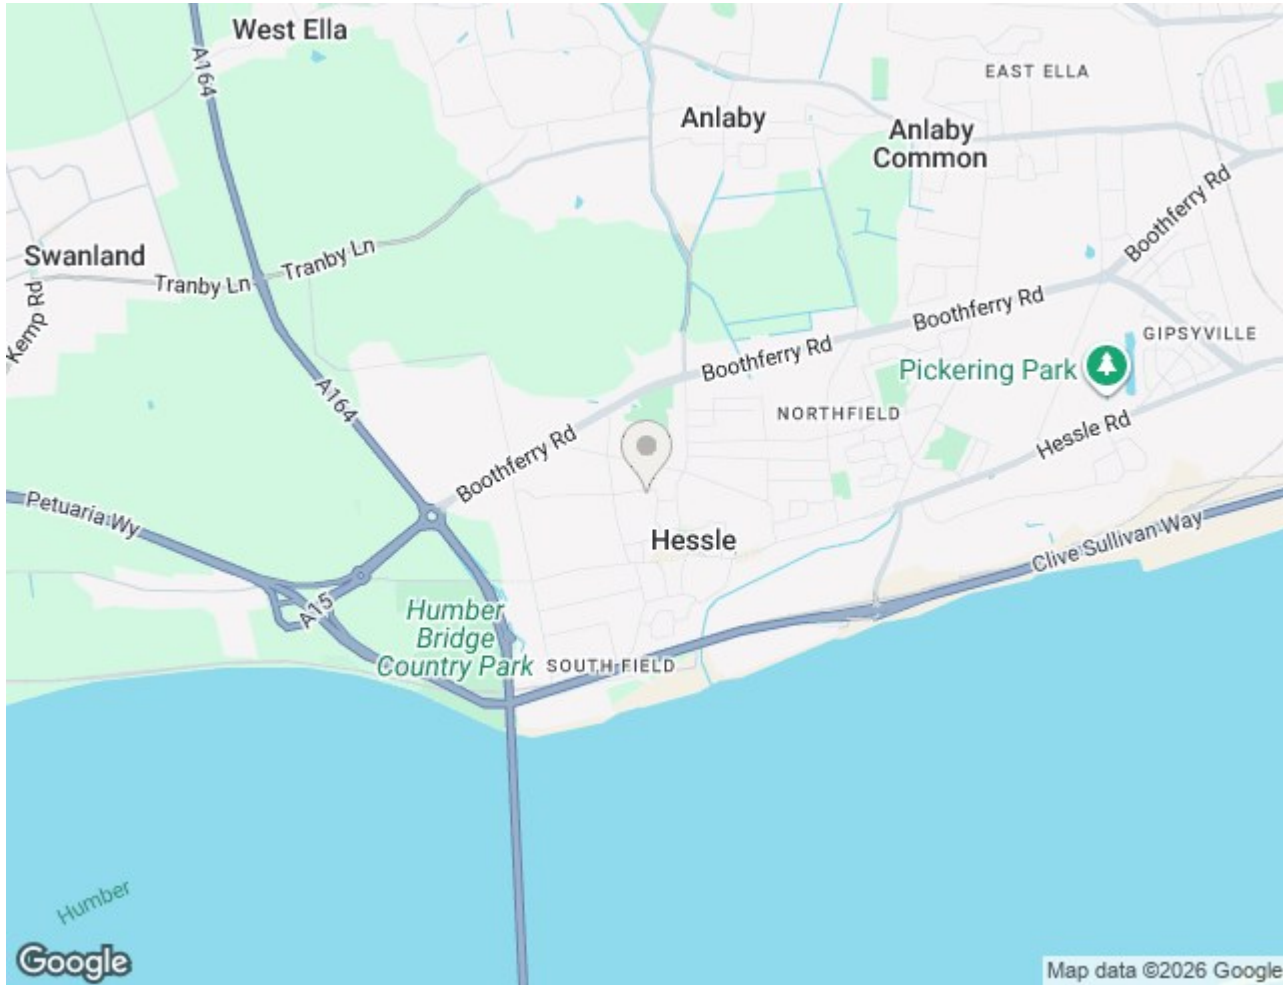 West Ella
A164
EAST ELLA
Anlaby
Anlaby
Common
Boothferry Rd
Swanland
Tranby Ln
Tranby Ln
Kemp Rd
Boothferry Rd
GIPSYVILLE
Boothferry Rd
Pickering Park
A164
NORTHFIELD
Hessle Rd
Boothferry Rd
Petuaria Wy
Hessle
Clive Sullivan Way
A15
Humber
Bridge
Country Park
SOUTH FIELD
Humber
Google
Map data ©2026 Google